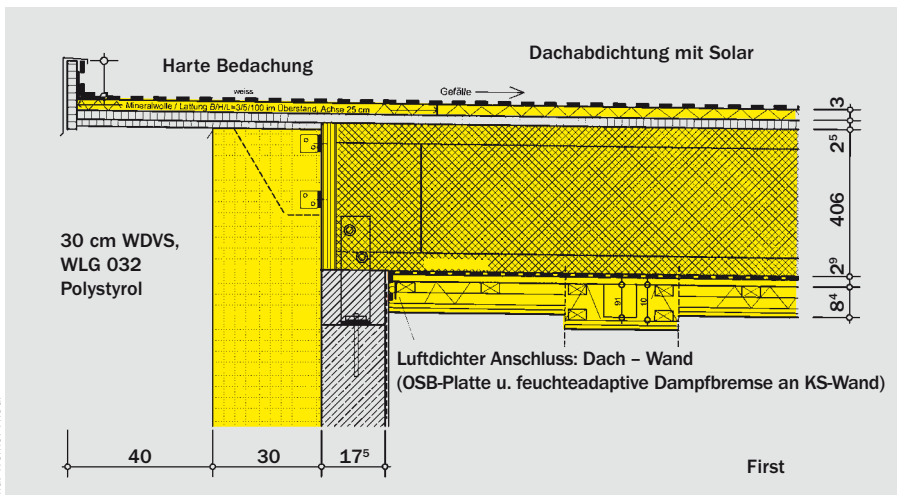 Dachabdichtung mit Solar
Harte Bedachung
weiss
Gefälle
Mineralwolle / Lattung B/H/L=3/5/100 im Überstand, Achse 25 cm
3
2⁵
406
2⁹
8⁴
30 cm WDVS,
WLG 032
Polystyrol
16
10
Luftdichter Anschluss: Dach – Wand
(OSB-Platte u. feuchteadaptive Dampfbremse an KS-Wand)
40
30
17⁵
First